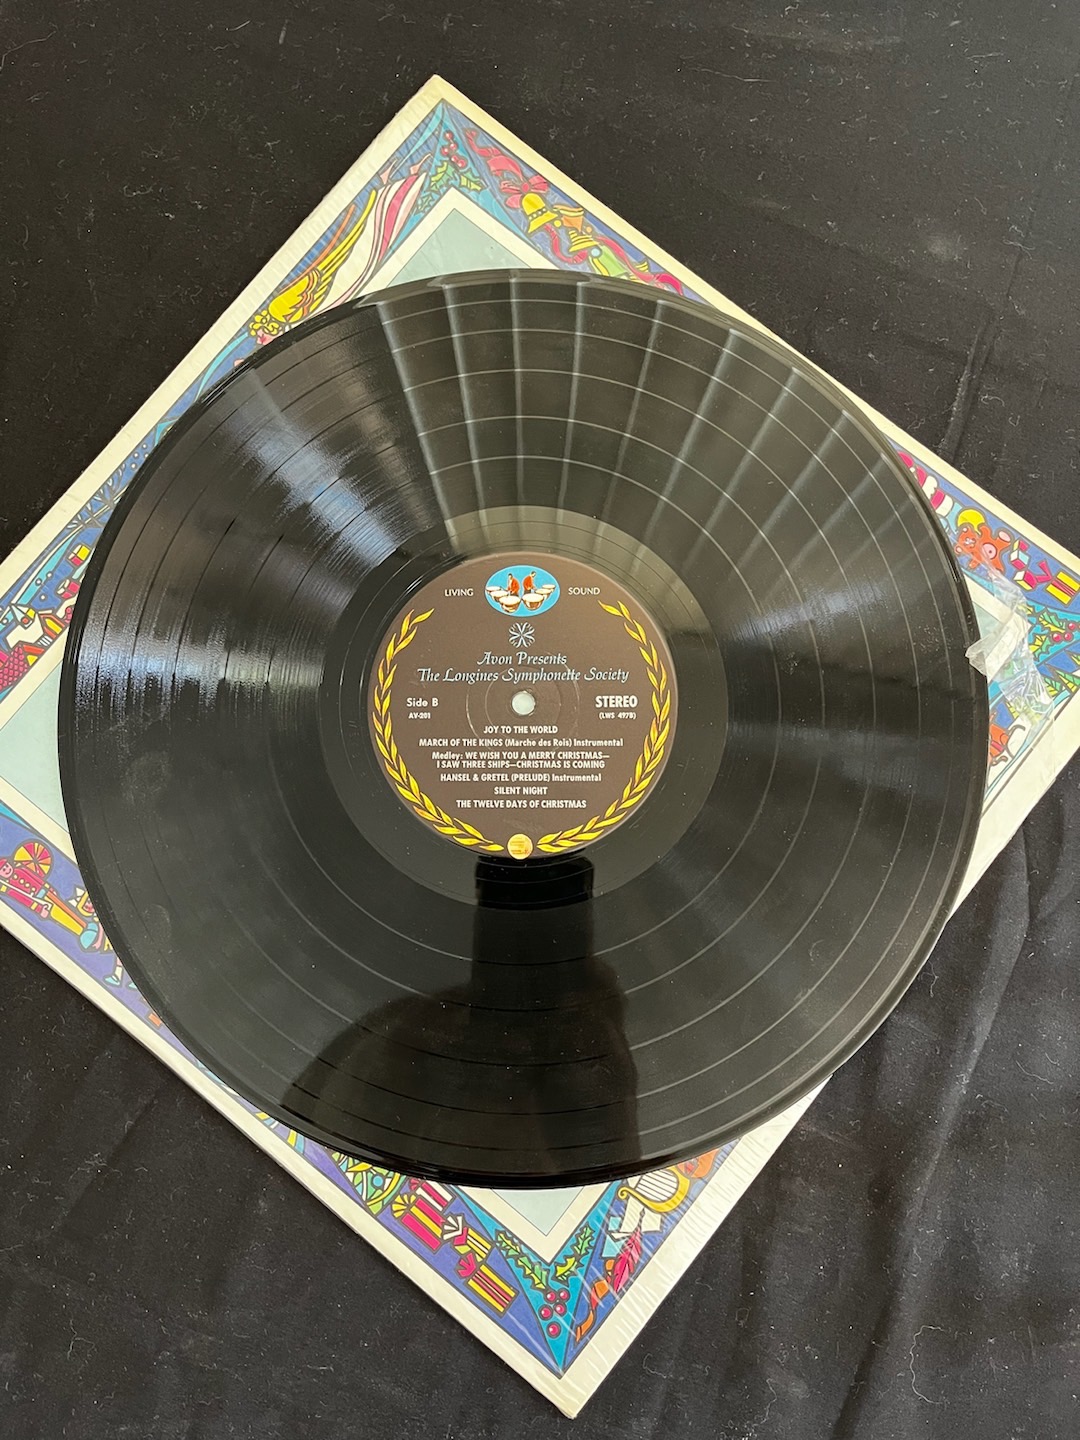 LIVING SOUND
Avon Presents
The Longines Symphonette Society
Side B STEREO
AV-201 (LWS 497B)
JOY TO THE WORLD
MARCH OF THE KINGS (Marche des Rois) Instrumental
Medley: WE WISH YOU A MERRY CHRISTMAS—
I SAW THREE SHIPS—CHRISTMAS IS COMING
HANSEL & GRETEL (PRELUDE) Instrumental
SILENT NIGHT
THE TWELVE DAYS OF CHRISTMAS